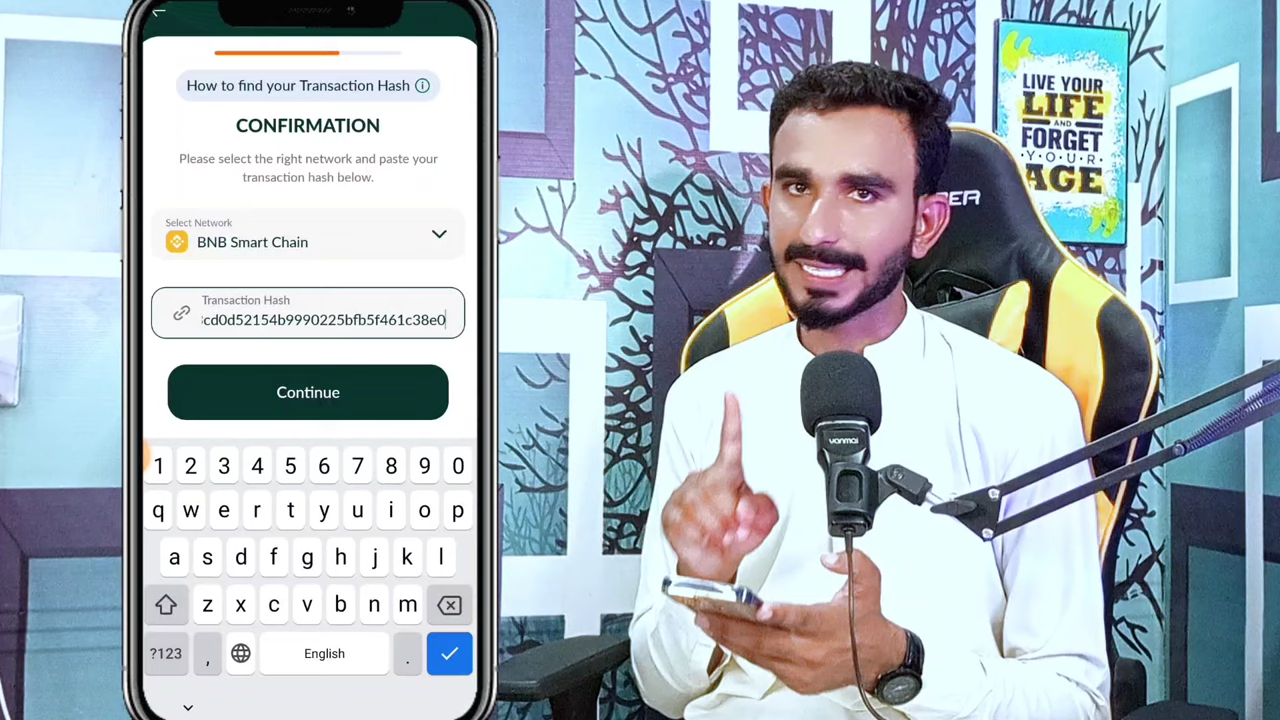 How to find your Transaction Hash
CONFIRMATION
Please select the right network and paste your
transaction hash below.
Select Network
BNB Smart Chain
Transaction Hash
cd0d52154b9990225bfb5f461c38e0
Continue
1 2 3 4 5 6 7 8 9 0
q w e r t y u i o p
a s d f g h j k l
z x c v b n m
?123 , English .
LIVE YOUR
LIFE
AND
FORGET
YOUR
AGE
vanmai